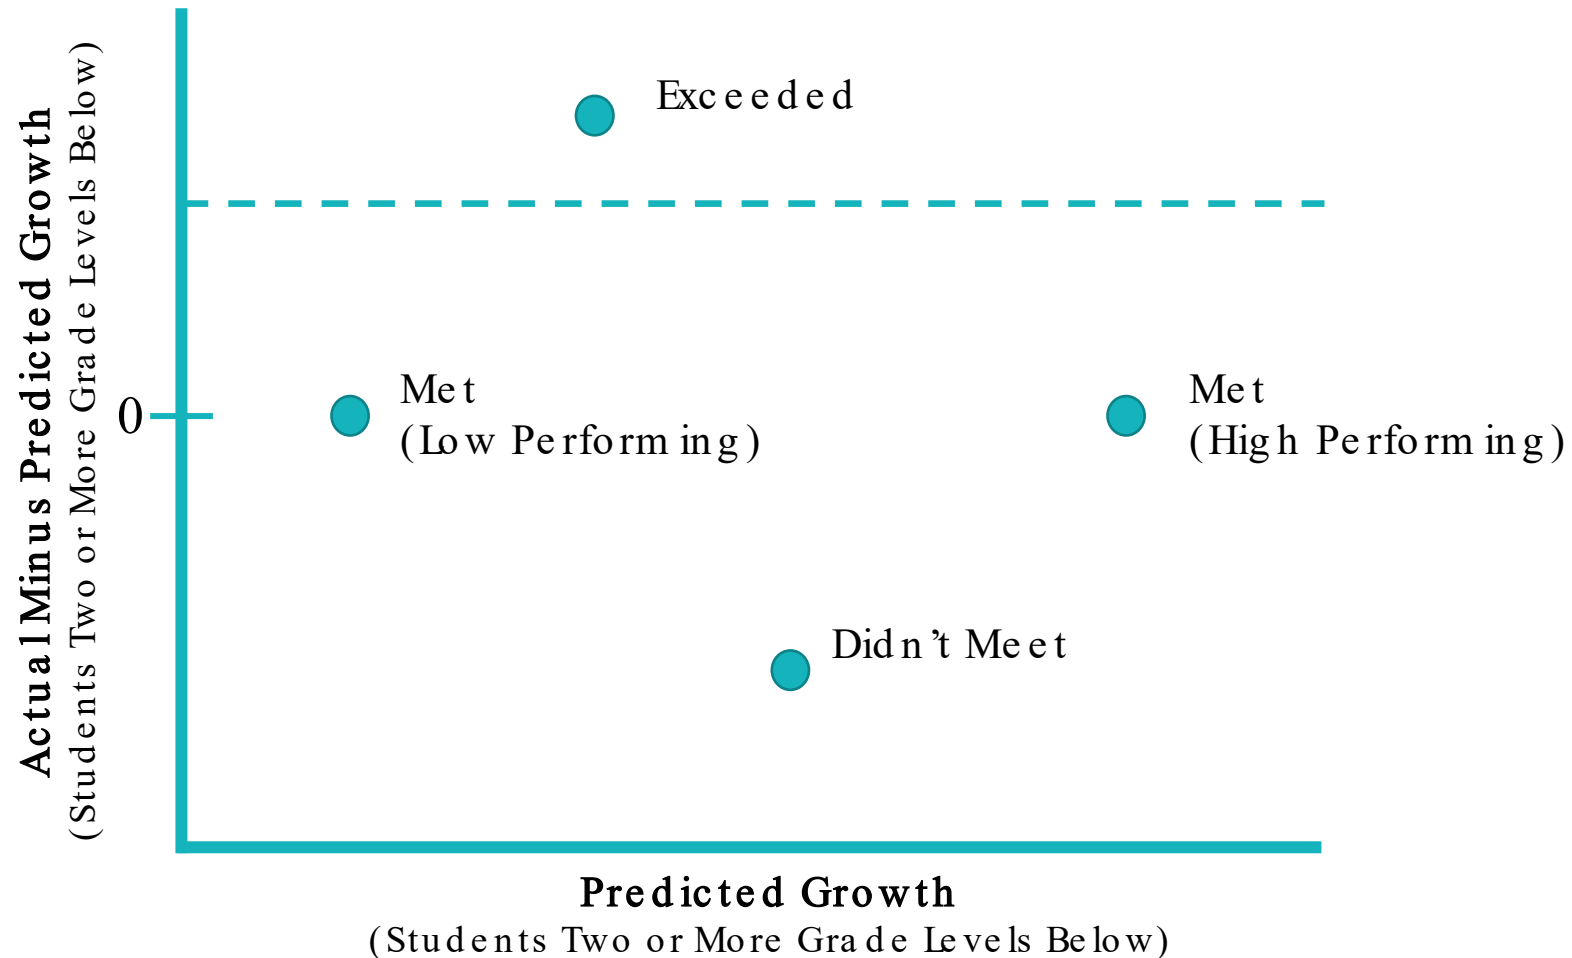 Actual Minus Predicted Growth
(Students Two or More Grade Levels Below)
Exceeded
0
Met
(Low Performing)
Met
(High Performing)
Didn’t Meet
Predicted Growth
(Students Two or More Grade Levels Below)